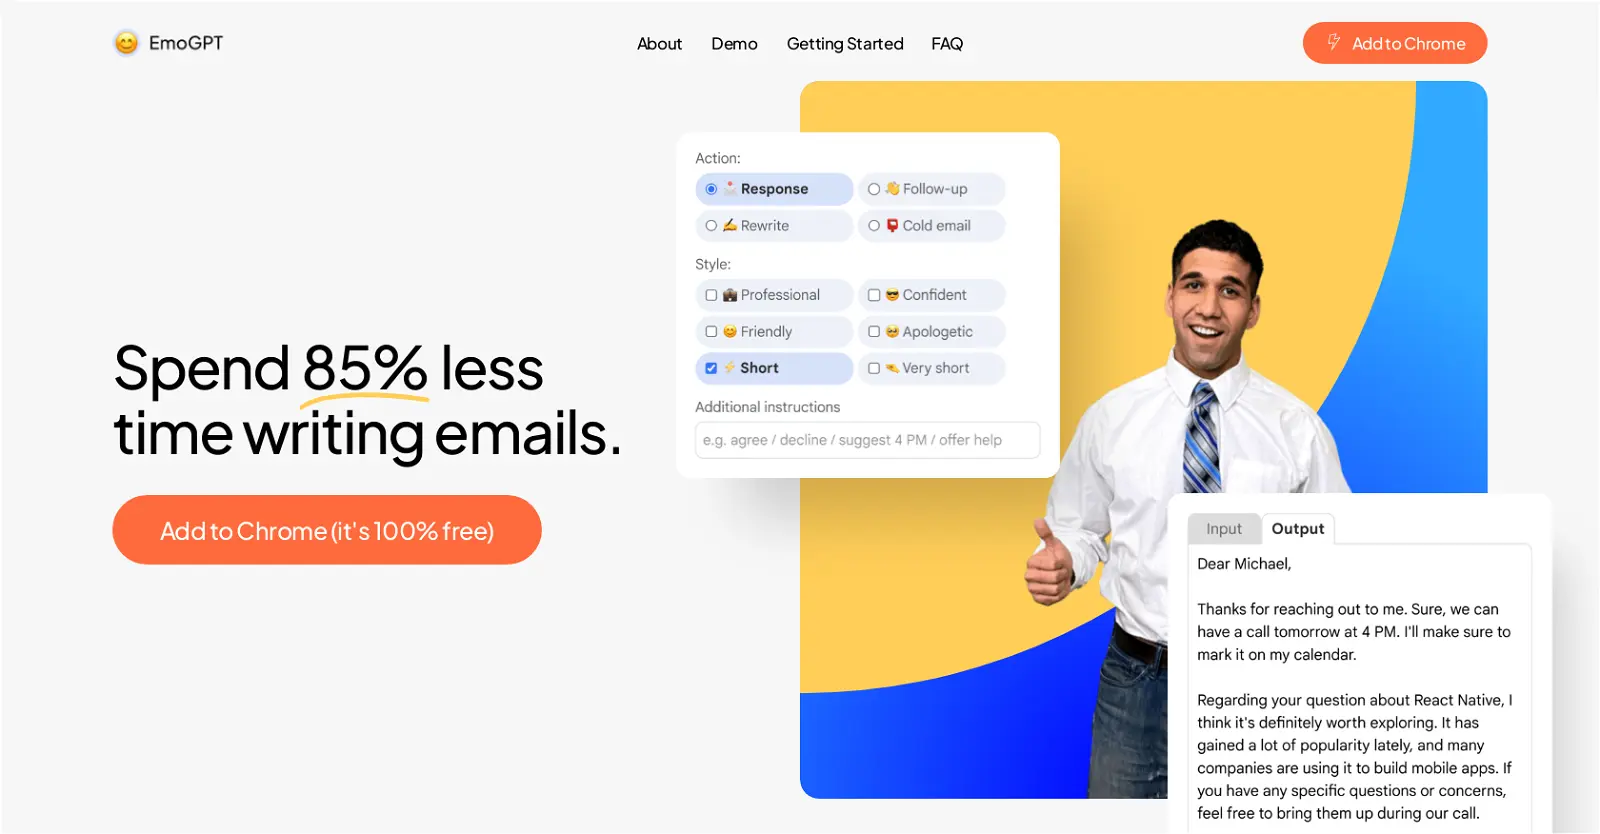 EmoGPT
About
Demo
Getting Started
FAQ
Add to Chrome
Spend 85% less
time writing emails.
Add to Chrome (it's 100% free)
Action:
Response
Follow-up
Rewrite
Cold email
Style:
Professional
Confident
Friendly
Apologetic
Short
Very short
Additional instructions
e.g. agree / decline / suggest 4 PM / offer help
Input
Output
Dear Michael,
Thanks for reaching out to me. Sure, we can
have a call tomorrow at 4 PM. I'll make sure to
mark it on my calendar.
Regarding your question about React Native, I
think it's definitely worth exploring. It has
gained a lot of popularity lately, and many
companies are using it to build mobile apps. If
you have any specific questions or concerns,
feel free to bring them up during our call.